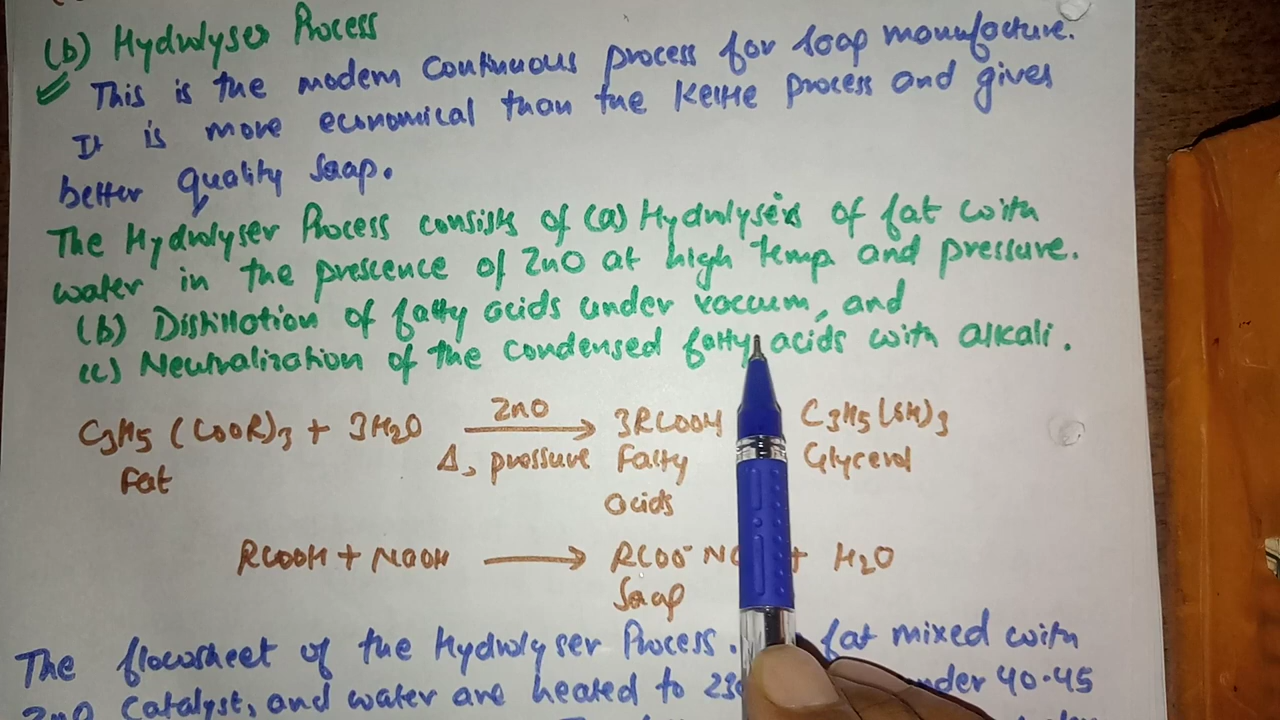 (b) Hydrolyser Process
This is the modern continuous process for soap manufacture.
It is more economical than the Kettle process and gives
better quality soap.
The Hydrolyser Process consists of (a) Hydrolysis of fat with
water in the prescence of ZnO at high temp and pressure.
(b) Distillation of fatty acids under vaccum, and
(c) Neutralization of the condensed fatty acids with alkali.
C3H5 (COOR)3 + 3H2O ZnO → 3RCOOH C3H5(OH)3
Δ, pressure Fatty Glycerol
Fat acids
RCOOH + NaOH → RCOO⁻ + H2O
Soap
The flowsheet of the Hydrolyser Process. fat mixed with
ZnO catalyst, and water are heated to under 40-45